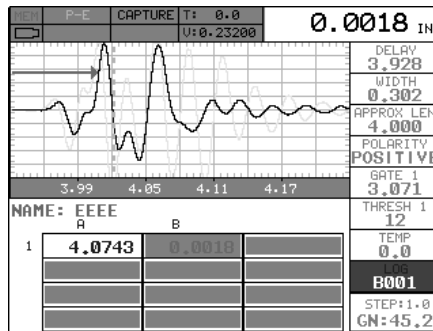 MEM P-E CAPTURE T: 0.0 0.0018 IN
V:0.23200
DELAY
3.928
WIDTH
0.302
APPROX LEN
4.000
POLARITY
POSITIVE
GATE 1
3.071
THRESH 1
12
TEMP
0.0
LOG
B001
STEP:1.0
GN:45.2
3.99 4.05 4.11 4.17
NAME: EEEE
A B
1 4.0743 0.0018